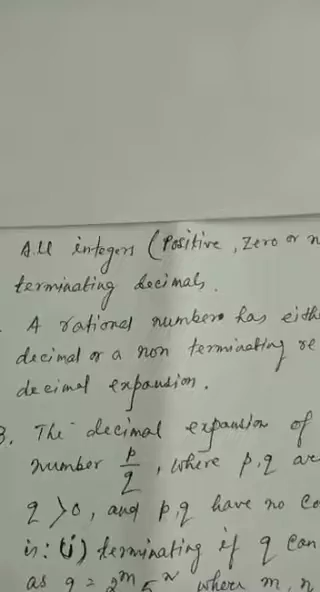 All integers (Positive, Zero or n
terminating decimals.
A rational numbers has eith
decimal or a non terminating re
decimal expansion.
3. The decimal expansion of
number p/q, where p,q are
q >0, and p,q have no co
is: (i) terminating if q can
as q = 2^m 5^n where m, n